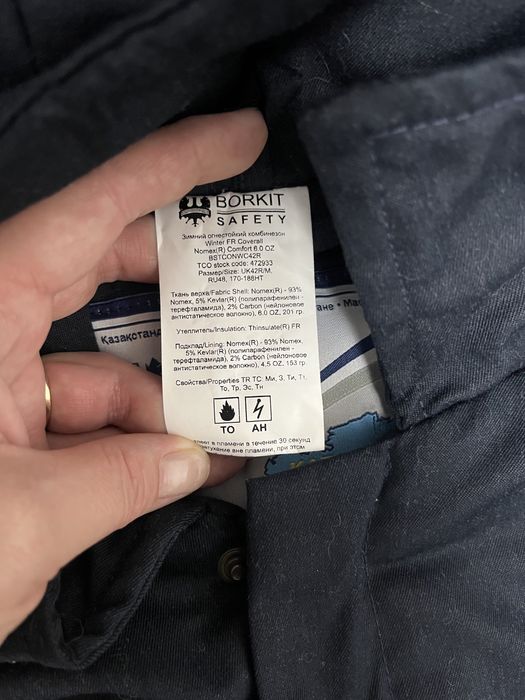 BORKIT
SAFETY
Зимний огнестойкий комбинезон
Winter FR Coverall
Nomex(R) Comfort 6.0 OZ
BSTCONWC42R
TCO stock code: 472933
Размер/Size: UK42R/M,
RU48, 170-188HT
Ткань верха/Fabric Shell: Nomex(R) - 93%
Nomex, 5% Kevlar(R) (полипарафенилен -
терефталамида), 2% Carbon (нейлоновое
антистатическое волокно), 6.0 OZ, 201 гр.
Утеплитель/Insulation: Thinsulate(R) FR
Подклад/Lining: Nomex(R) - 93% Nomex,
5% Kevlar(R) (полипарафенилен -
терефталамида), 2% Carbon (нейлоновое
антистатическое волокно), 4.5 OZ, 153 гр.
Свойства/Properties TR TC: Ми, З, Ти, Тт,
То, Тр, Эс, Тн
ТО АН
в пламени в течение 30 секунд
вне пламени, при этом
Казахстан